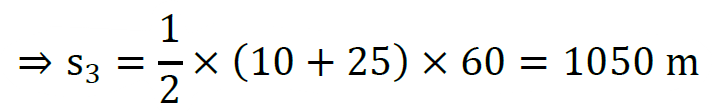 ⇒ s₃ = 1/2 × (10 + 25) × 60 = 1050 m